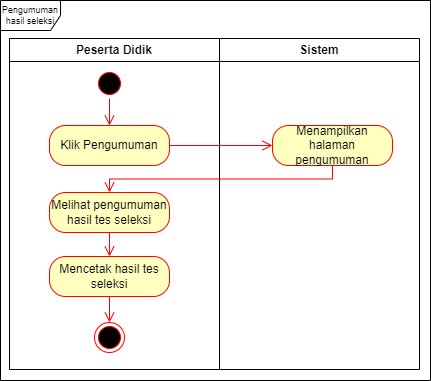 Pengumuman
hasil seleksi
Peserta Didik
Sistem
Klik Pengumuman
Menampilkan
halaman
pengumuman
Melihat pengumuman
hasil tes seleksi
Mencetak hasil tes
seleksi